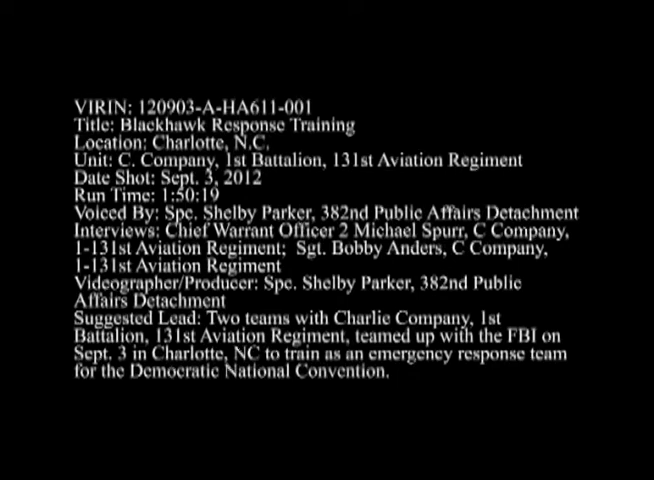 VIRIN: 120903-A-HA611-001
Title: Blackhawk Response Training
Location: Charlotte, N.C.
Unit: C. Company, 1st Battalion, 131st Aviation Regiment
Date Shot: Sept. 3, 2012
Run Time: 1:50:19
Voiced By: Spc. Shelby Parker, 382nd Public Affairs Detachment
Interviews: Chief Warrant Officer 2 Michael Spurr, C Company,
1-131st Aviation Regiment;  Sgt. Bobby Anders, C Company,
1-131st Aviation Regiment
Videographer/Producer: Spc. Shelby Parker, 382nd Public
Affairs Detachment
Suggested Lead: Two teams with Charlie Company, 1st
Battalion, 131st Aviation Regiment, teamed up with the FBI on
Sept. 3 in Charlotte, NC to train as an emergency response team
for the Democratic National Convention.